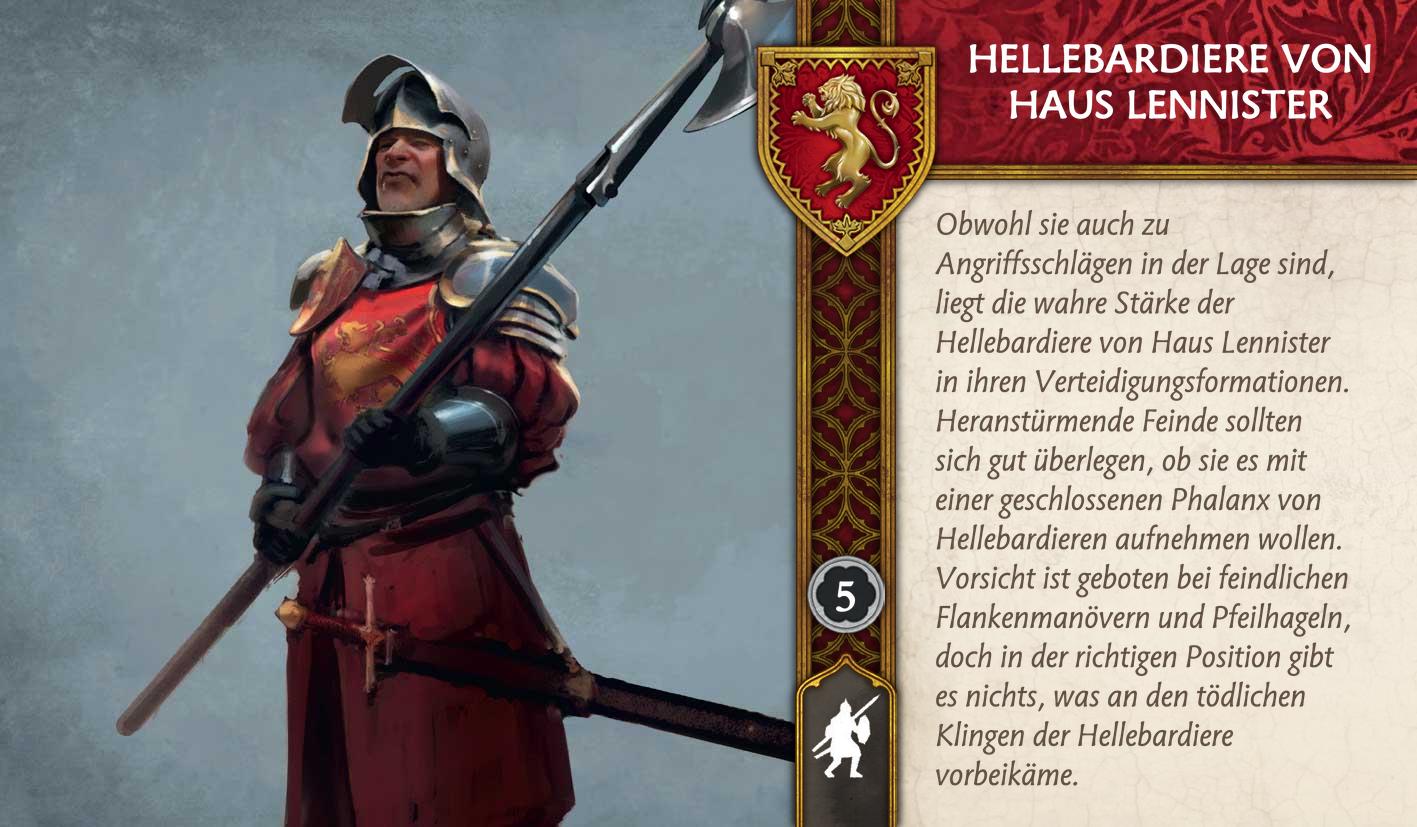 HELLEBARDIERE VON
HAUS LENNISTER
Obwohl sie auch zu
Angriffsschlägen in der Lage sind,
liegt die wahre Stärke der
Hellebardiere von Haus Lennister
in ihren Verteidigungsformationen.
Heranstürmende Feinde sollten
sich gut überlegen, ob sie es mit
einer geschlossenen Phalanx von
Hellebardieren aufnehmen wollen.
Vorsicht ist geboten bei feindlichen
Flankenmanövern und Pfeilhageln,
doch in der richtigen Position gibt
es nichts, was an den tödlichen
Klingen der Hellebardiere
vorbeikäme.
5